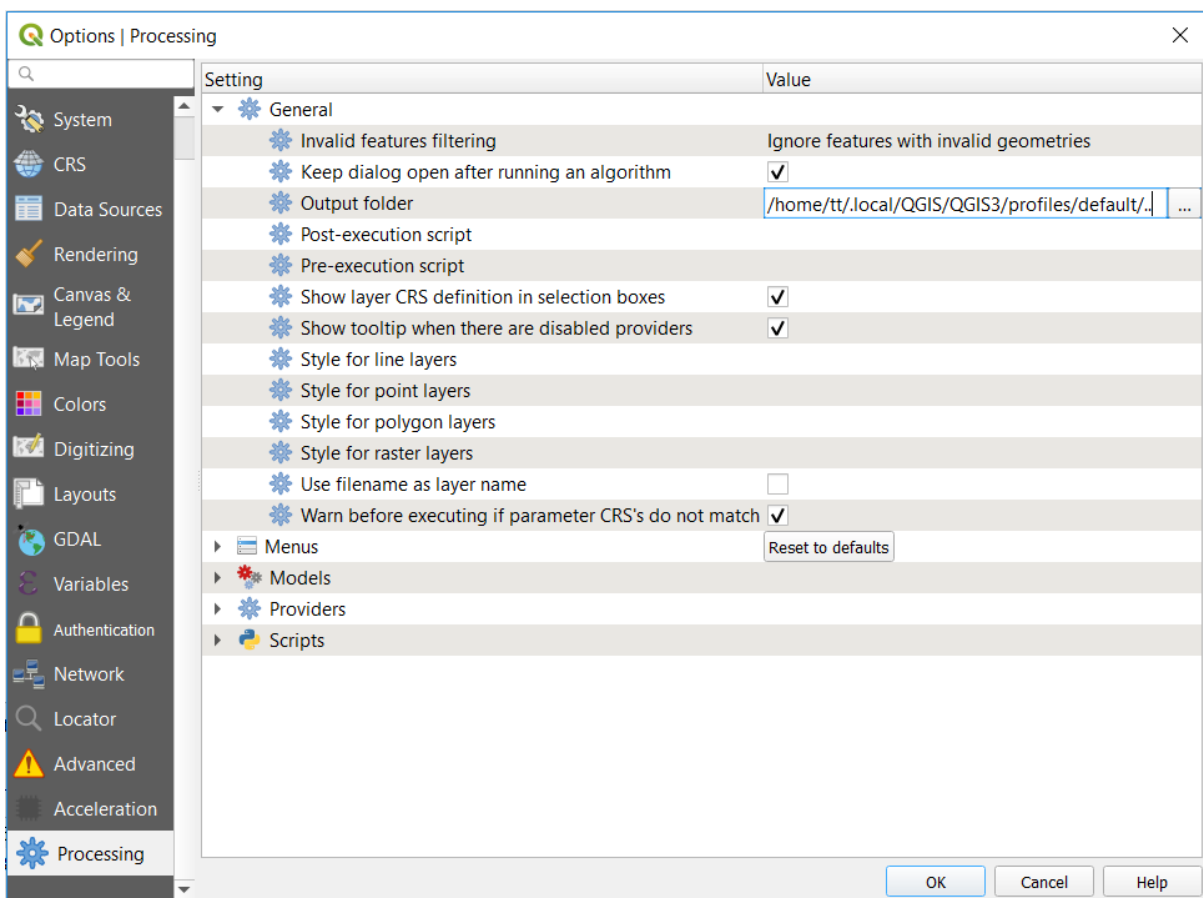 Options | Processing
Setting Value
System
CRS
Data Sources
Rendering
Canvas &
Legend
Map Tools
Colors
Digitizing
Layouts
GDAL
Variables
Authentication
Network
Locator
Advanced
Acceleration
Processing
General
Invalid features filtering Ignore features with invalid geometries
Keep dialog open after running an algorithm
Output folder /home/tt/.local/QGIS/QGIS3/profiles/default/.. ...
Post-execution script
Pre-execution script
Show layer CRS definition in selection boxes
Show tooltip when there are disabled providers
Style for line layers
Style for point layers
Style for polygon layers
Style for raster layers
Use filename as layer name
Warn before executing if parameter CRS's do not match
Menus Reset to defaults
Models
Providers
Scripts
OK Cancel Help